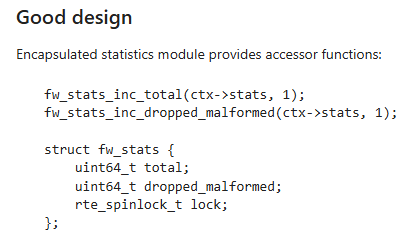 Good design
Encapsulated statistics module provides accessor functions:
fw_stats_inc_total(ctx->stats, 1);
fw_stats_inc_dropped_malformed(ctx->stats, 1);
struct fw_stats {
    uint64_t total;
    uint64_t dropped_malformed;
    rte_spinlock_t lock;
};